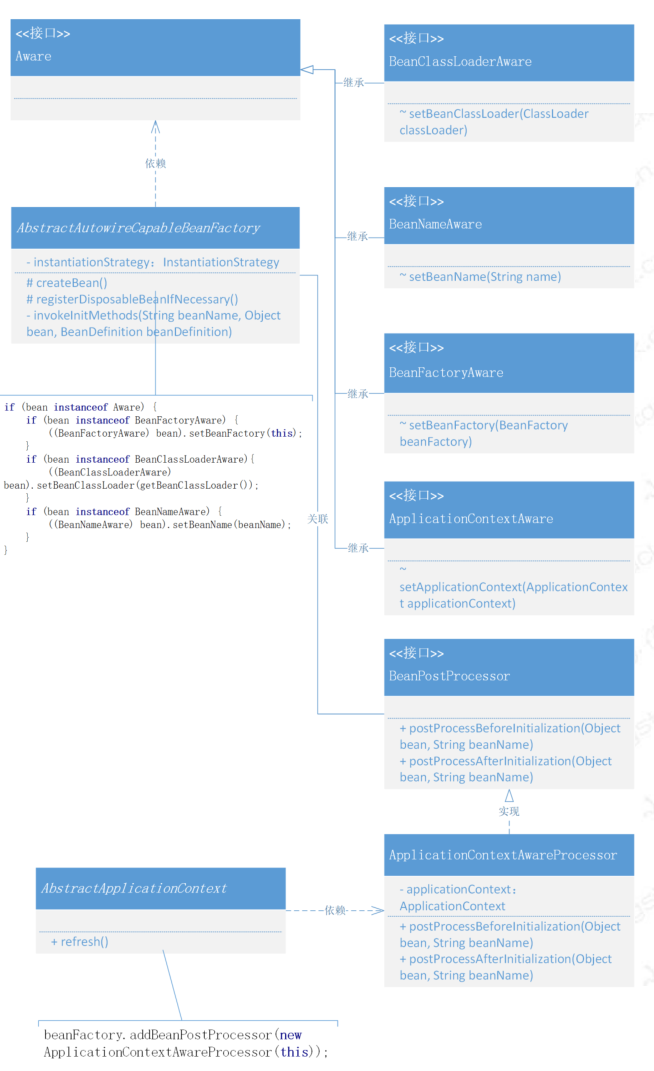 <<接口>>
Aware
<<接口>>
BeanClassLoaderAware
继承
~ setBeanClassLoader(ClassLoader
classLoader)
依赖
<<接口>>
BeanNameAware
继承
~ setBeanName(String name)
AbstractAutowireCapableBeanFactory
- instantiationStrategy：InstantiationStrategy
# createBean()
# registerDisposableBeanIfNecessary()
- invokeInitMethods(String beanName, Object
bean, BeanDefinition beanDefinition)
<<接口>>
BeanFactoryAware
继承
~ setBeanFactory(BeanFactory
beanFactory)
if (bean instanceof Aware) {
if (bean instanceof BeanFactoryAware) {
((BeanFactoryAware) bean).setBeanFactory(this);
}
if (bean instanceof BeanClassLoaderAware){
((BeanClassLoaderAware)
bean).setBeanClassLoader(getBeanClassLoader());
}
if (bean instanceof BeanNameAware) {
((BeanNameAware) bean).setBeanName(beanName);
}
}
关联
<<接口>>
ApplicationContextAware
继承
~
setApplicationContext(ApplicationContex
t applicationContext)
<<接口>>
BeanPostProcessor
+ postProcessBeforeInitialization(Object
bean, String beanName)
+ postProcessAfterInitialization(Object
bean, String beanName)
实现
ApplicationContextAwareProcessor
- applicationContext：
ApplicationContext
+ postProcessBeforeInitialization(Object
bean, String beanName)
+ postProcessAfterInitialization(Object
bean, String beanName)
AbstractApplicationContext
依赖
+ refresh()
beanFactory.addBeanPostProcessor(new
ApplicationContextAwareProcessor(this));